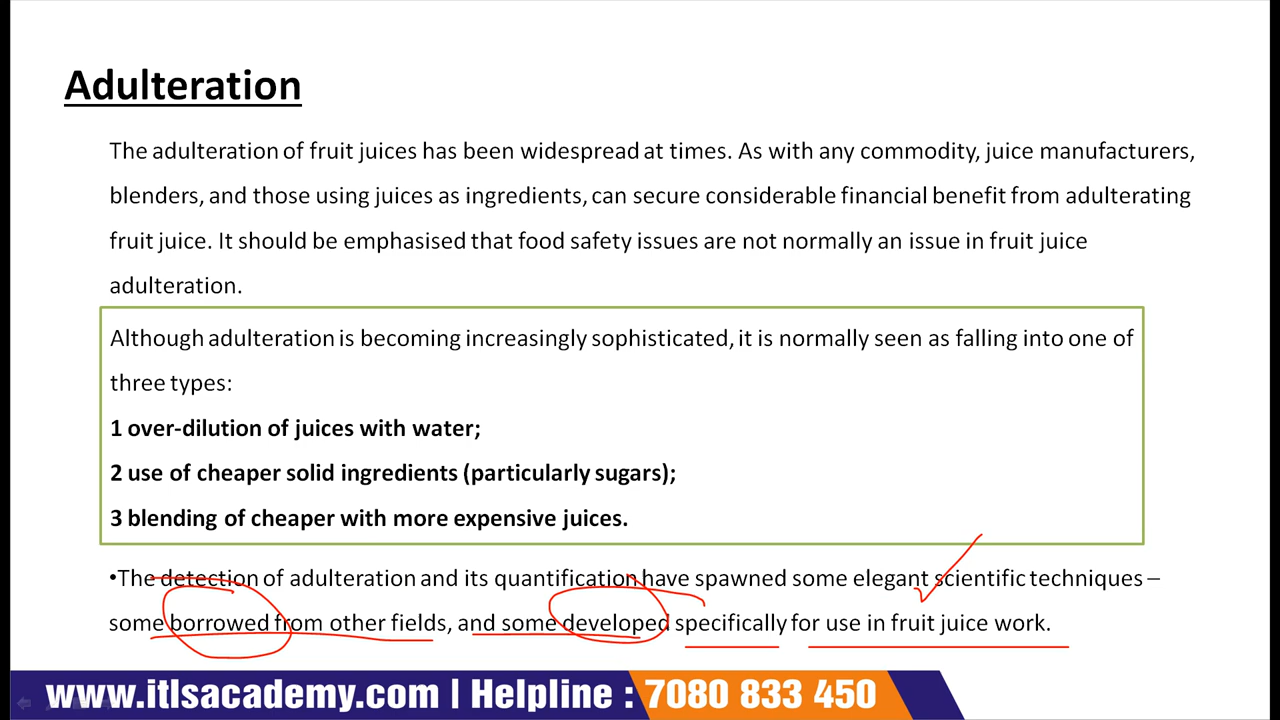 Adulteration
The adulteration of fruit juices has been widespread at times. As with any commodity, juice manufacturers,
blenders, and those using juices as ingredients, can secure considerable financial benefit from adulterating
fruit juice. It should be emphasised that food safety issues are not normally an issue in fruit juice
adulteration.
Although adulteration is becoming increasingly sophisticated, it is normally seen as falling into one of
three types:
1 over-dilution of juices with water;
2 use of cheaper solid ingredients (particularly sugars);
3 blending of cheaper with more expensive juices.
•The detection of adulteration and its quantification have spawned some elegant scientific techniques –
some borrowed from other fields, and some developed specifically for use in fruit juice work.
www.itlsacademy.com | Helpline : 7080 833 450